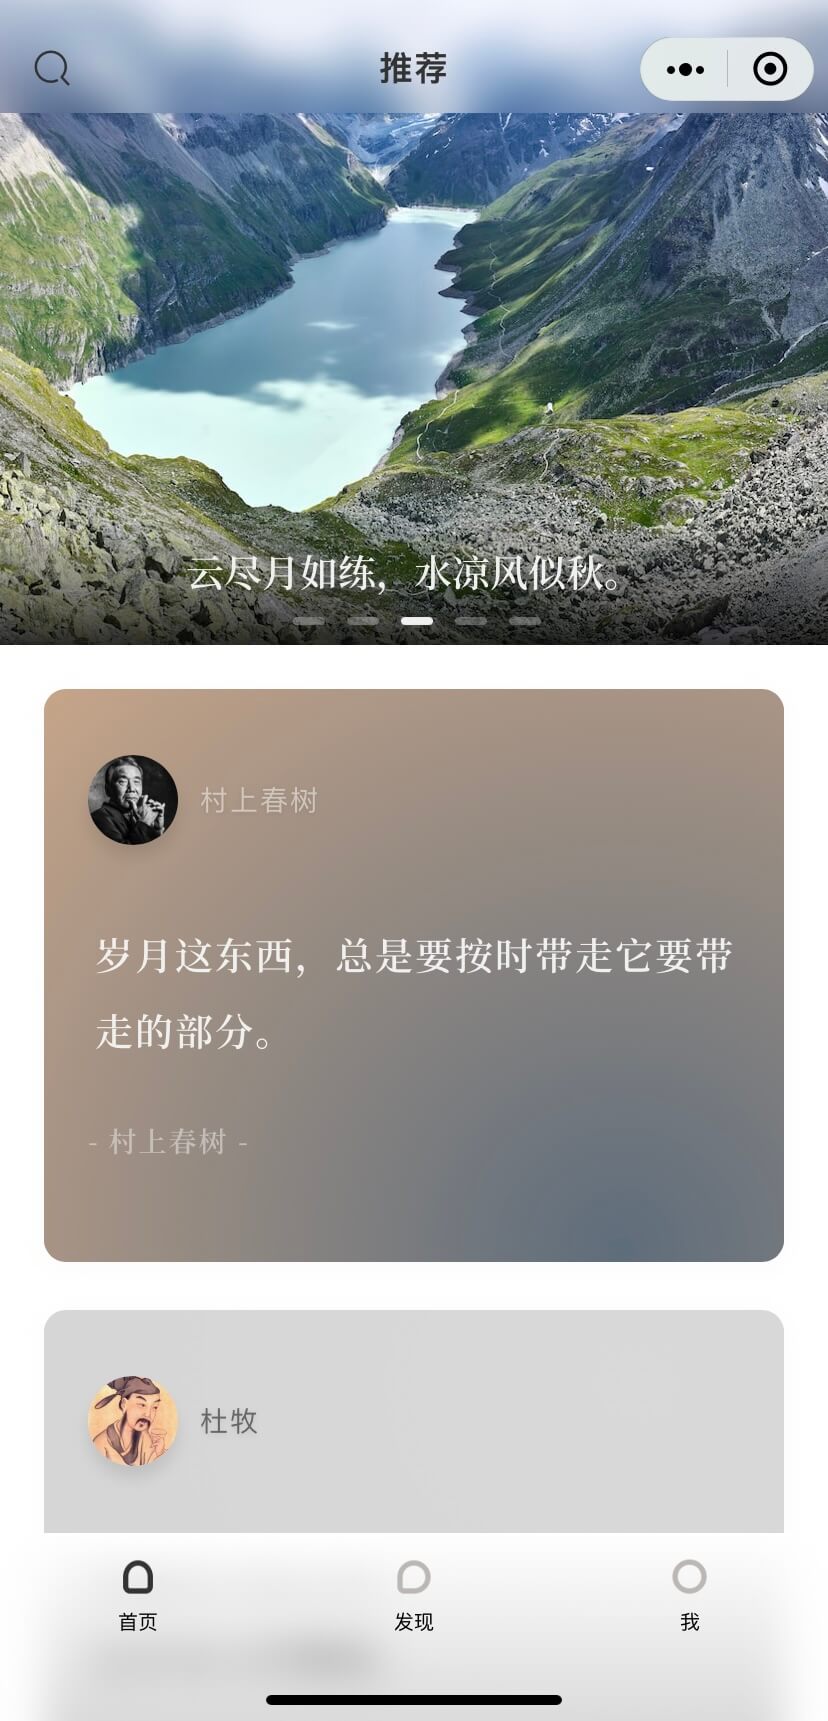 推荐
云尽月如练，水凉风似秋。
村上春树
岁月这东西，总是要按时带走它要带
走的部分。
- 村上春树 -
杜牧
首页
发现
我